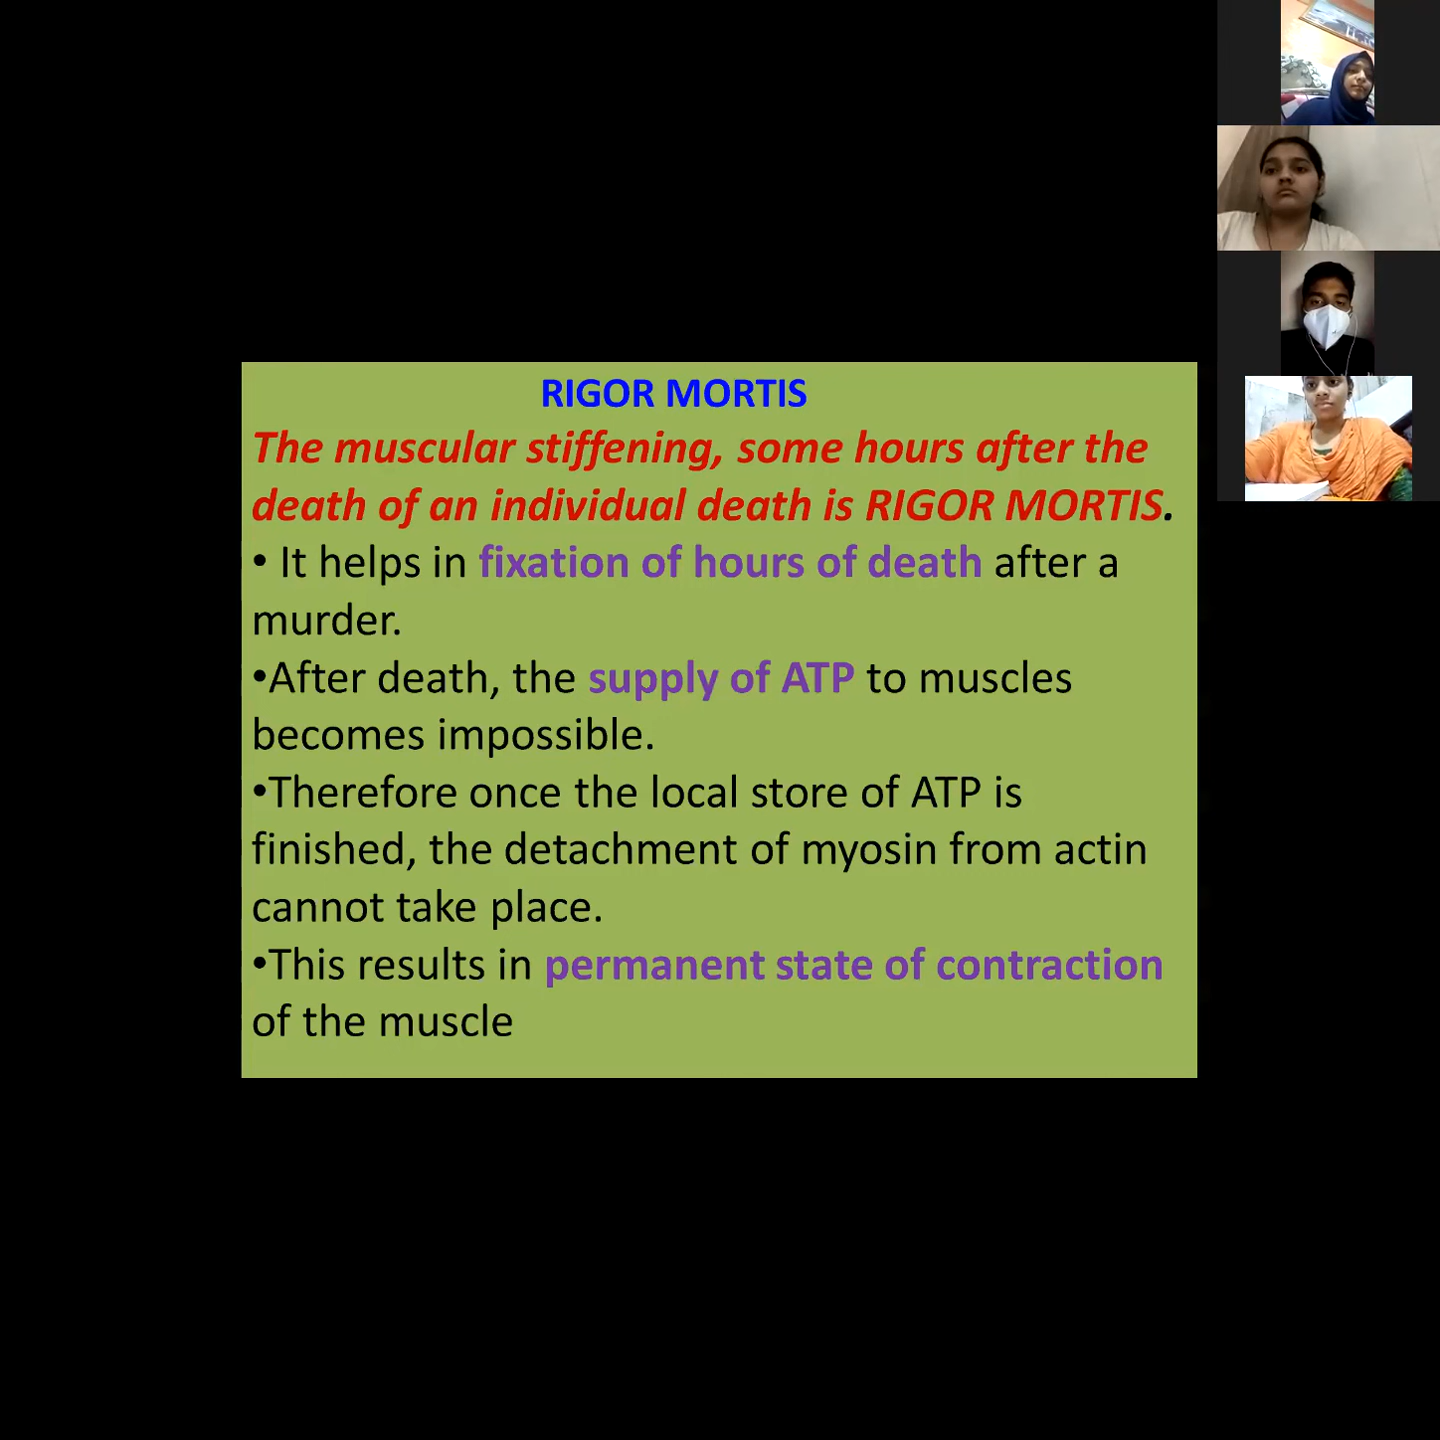 RIGOR MORTIS
The muscular stiffening, some hours after the
death of an individual death is RIGOR MORTIS.
• It helps in fixation of hours of death after a
murder.
•After death, the supply of ATP to muscles
becomes impossible.
•Therefore once the local store of ATP is
finished, the detachment of myosin from actin
cannot take place.
•This results in permanent state of contraction
of the muscle